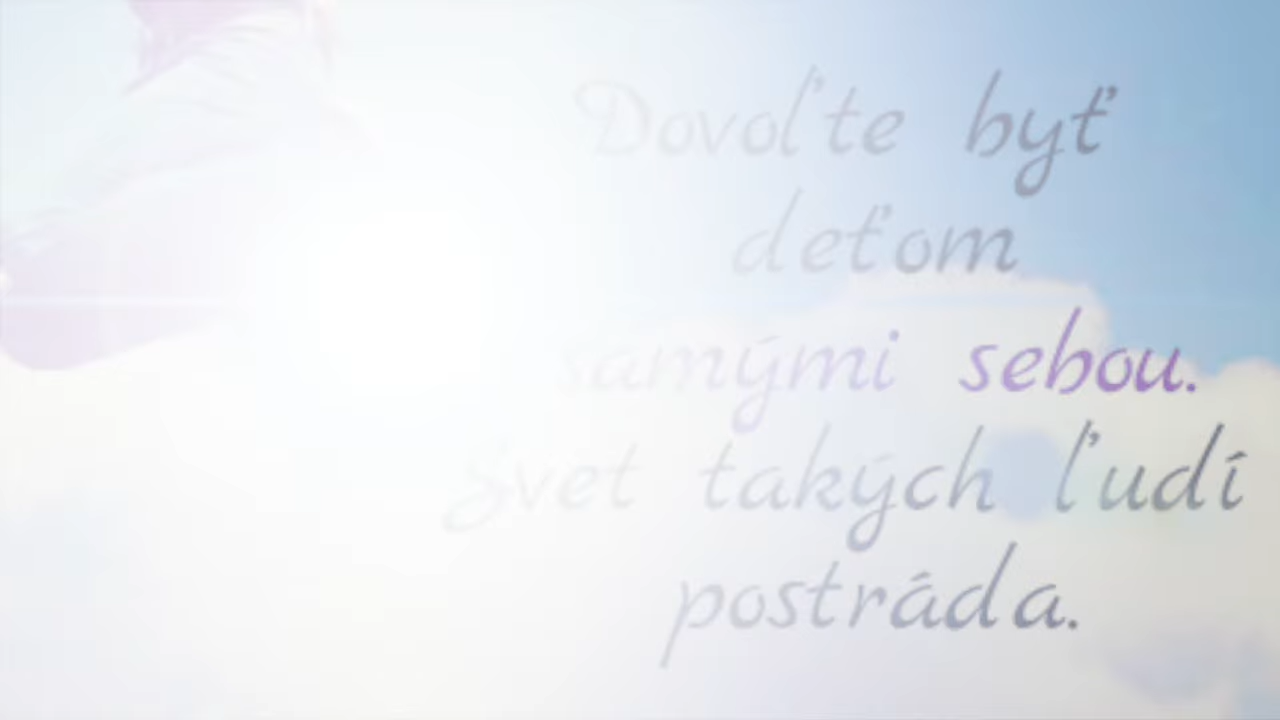 Dovoľte byť
deťom
samými sebou.
Svet takých ľudí
postráda.